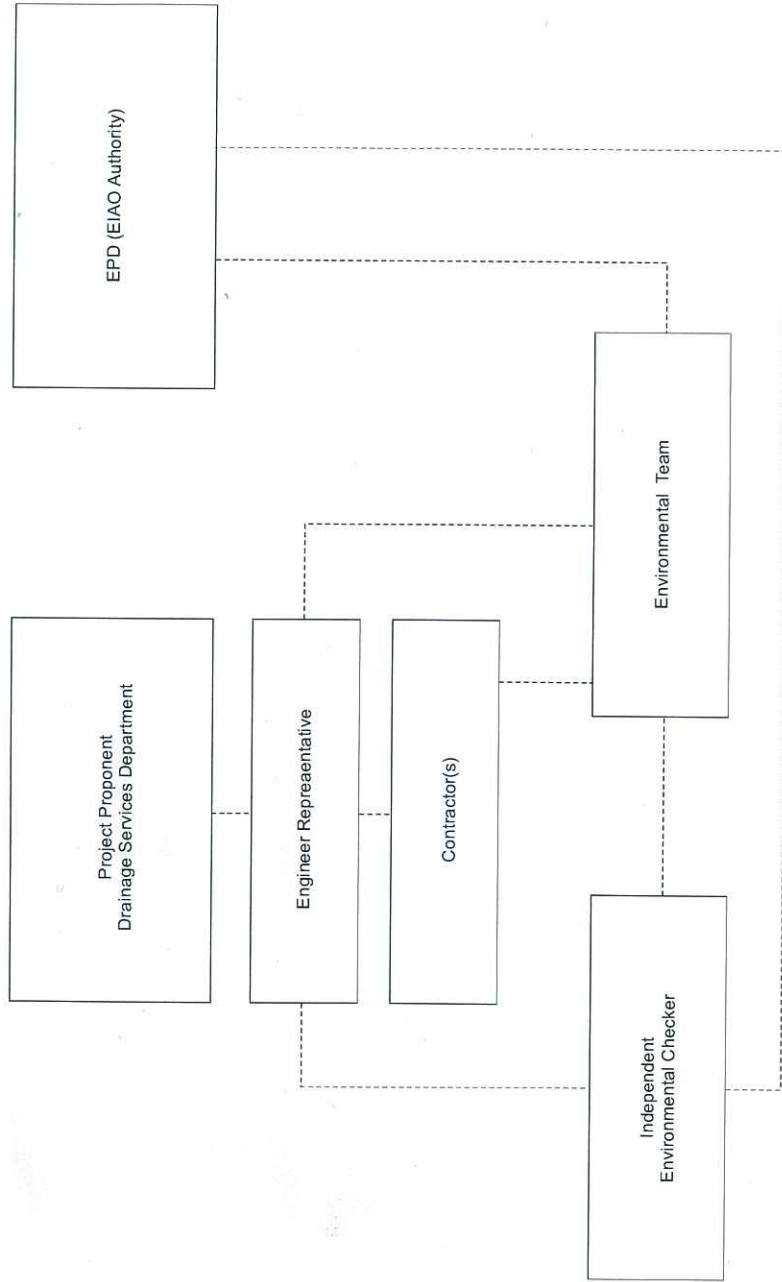 Project Proponent
Drainage Services Department
EPD (EIAO Authority)
Engineer Repreaentative
Contractor(s)
Independent
Environmental Checker
Environmental Team